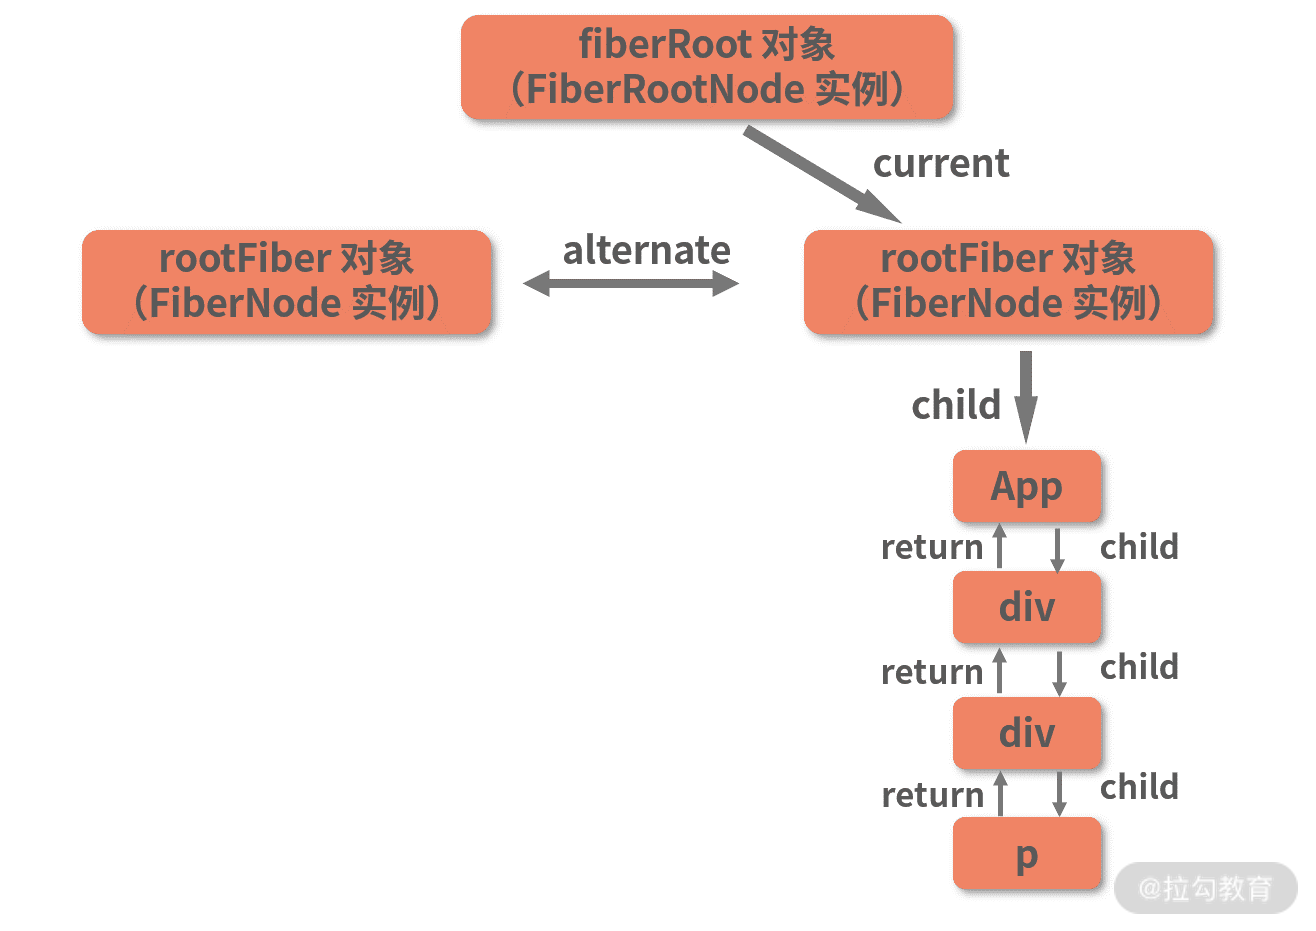 fiberRoot 对象
（FiberRootNode 实例）
current
rootFiber 对象
（FiberNode 实例）
alternate
rootFiber 对象
（FiberNode 实例）
child
App
return
child
div
return
child
div
return
child
p
@拉勾教育